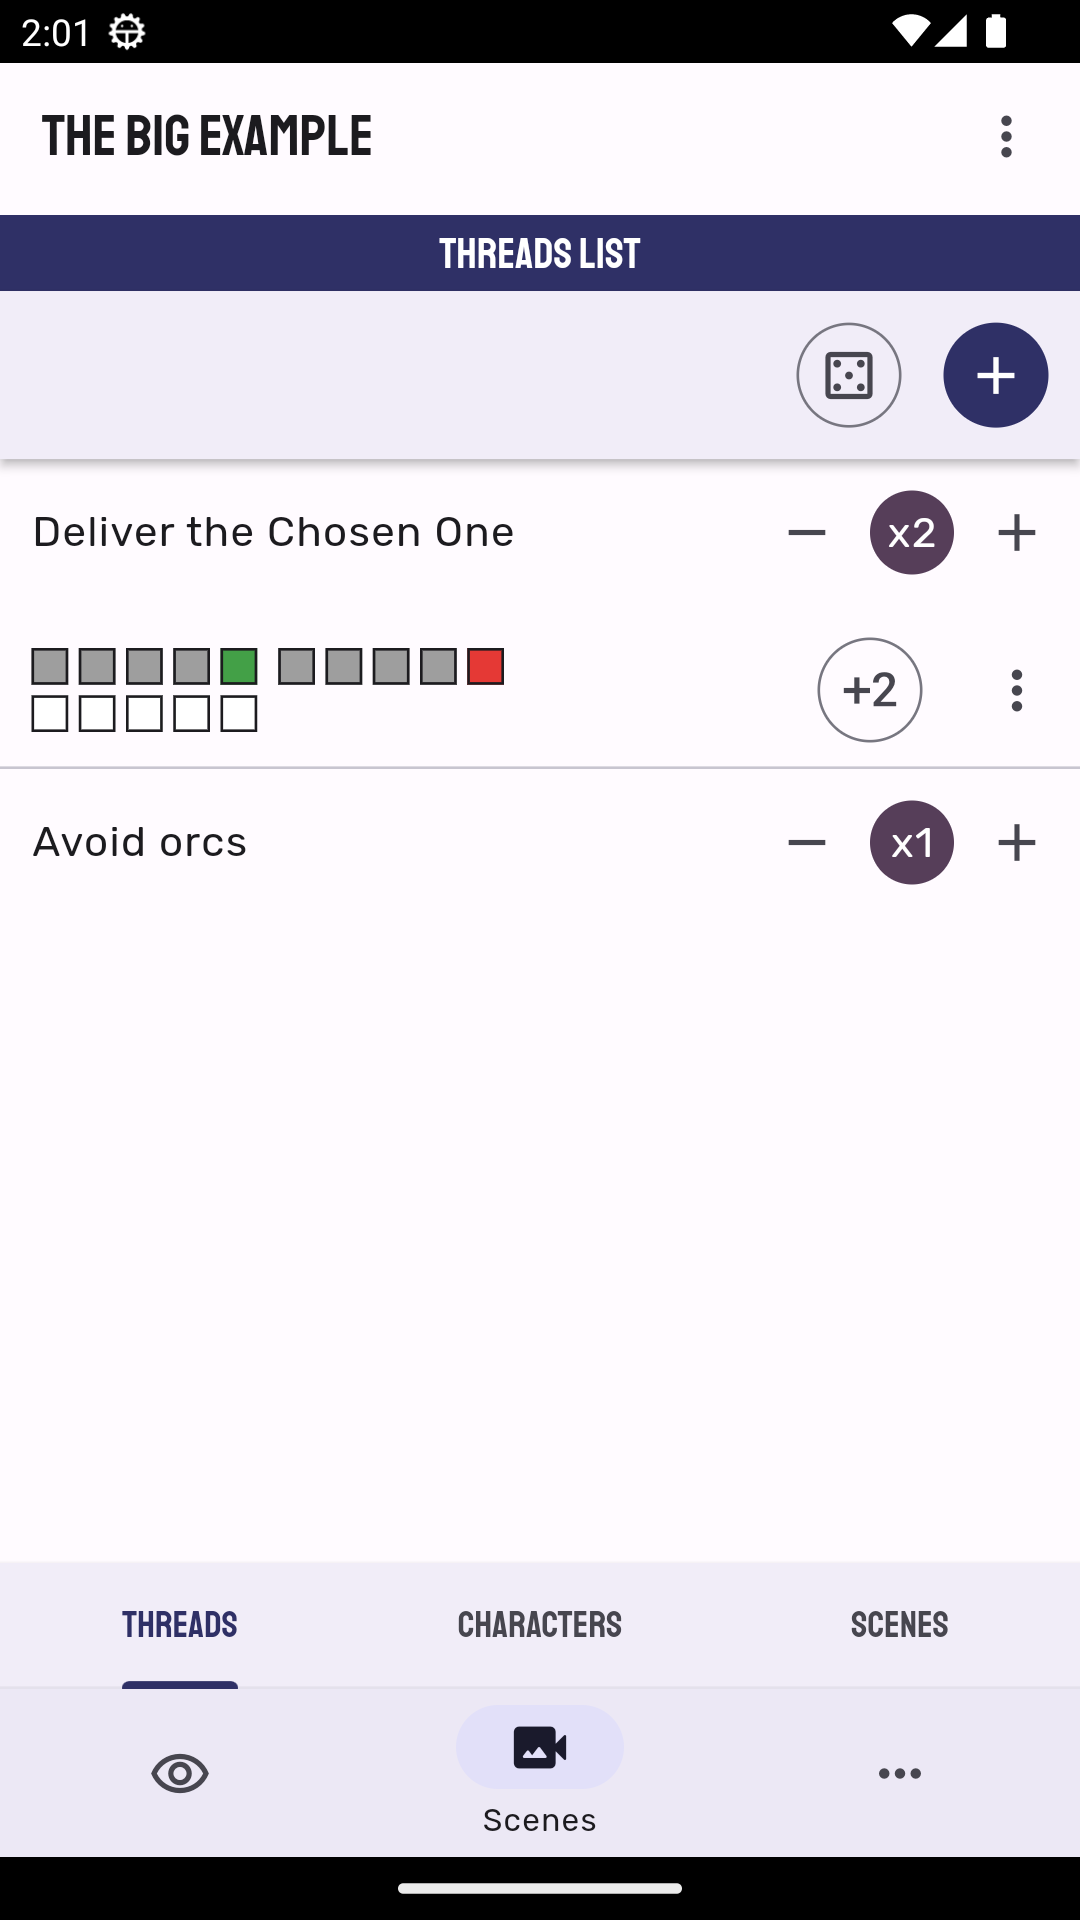 2:01
THE BIG EXAMPLE
THREADS LIST
Deliver the Chosen One
x2
+2
Avoid orcs
x1
THREADS
CHARACTERS
SCENES
Scenes